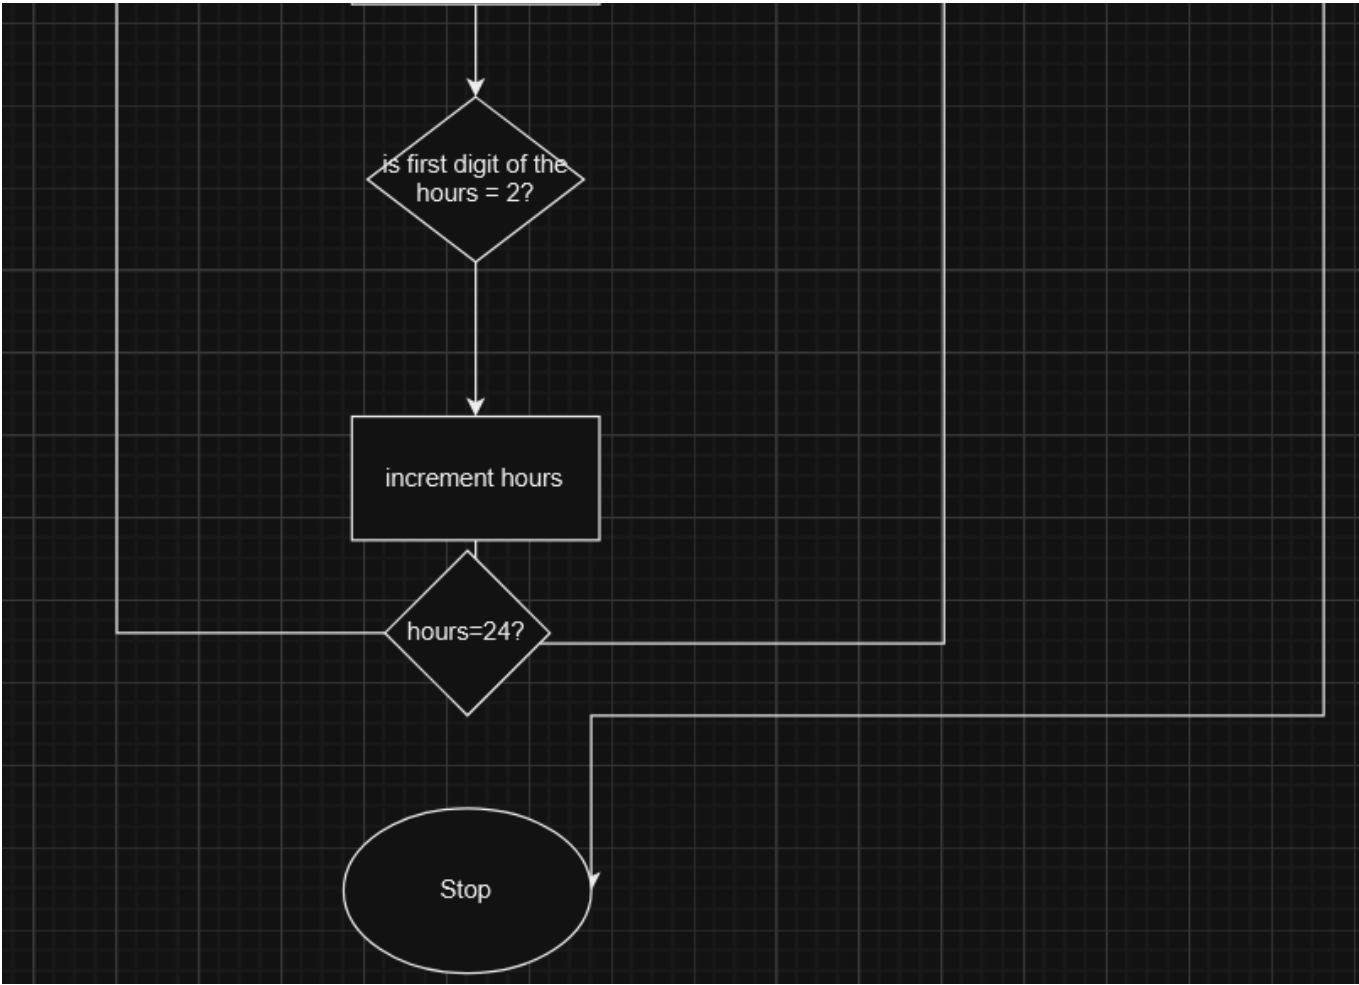 is first digit of the
hours = 2?
increment hours
hours=24?
Stop